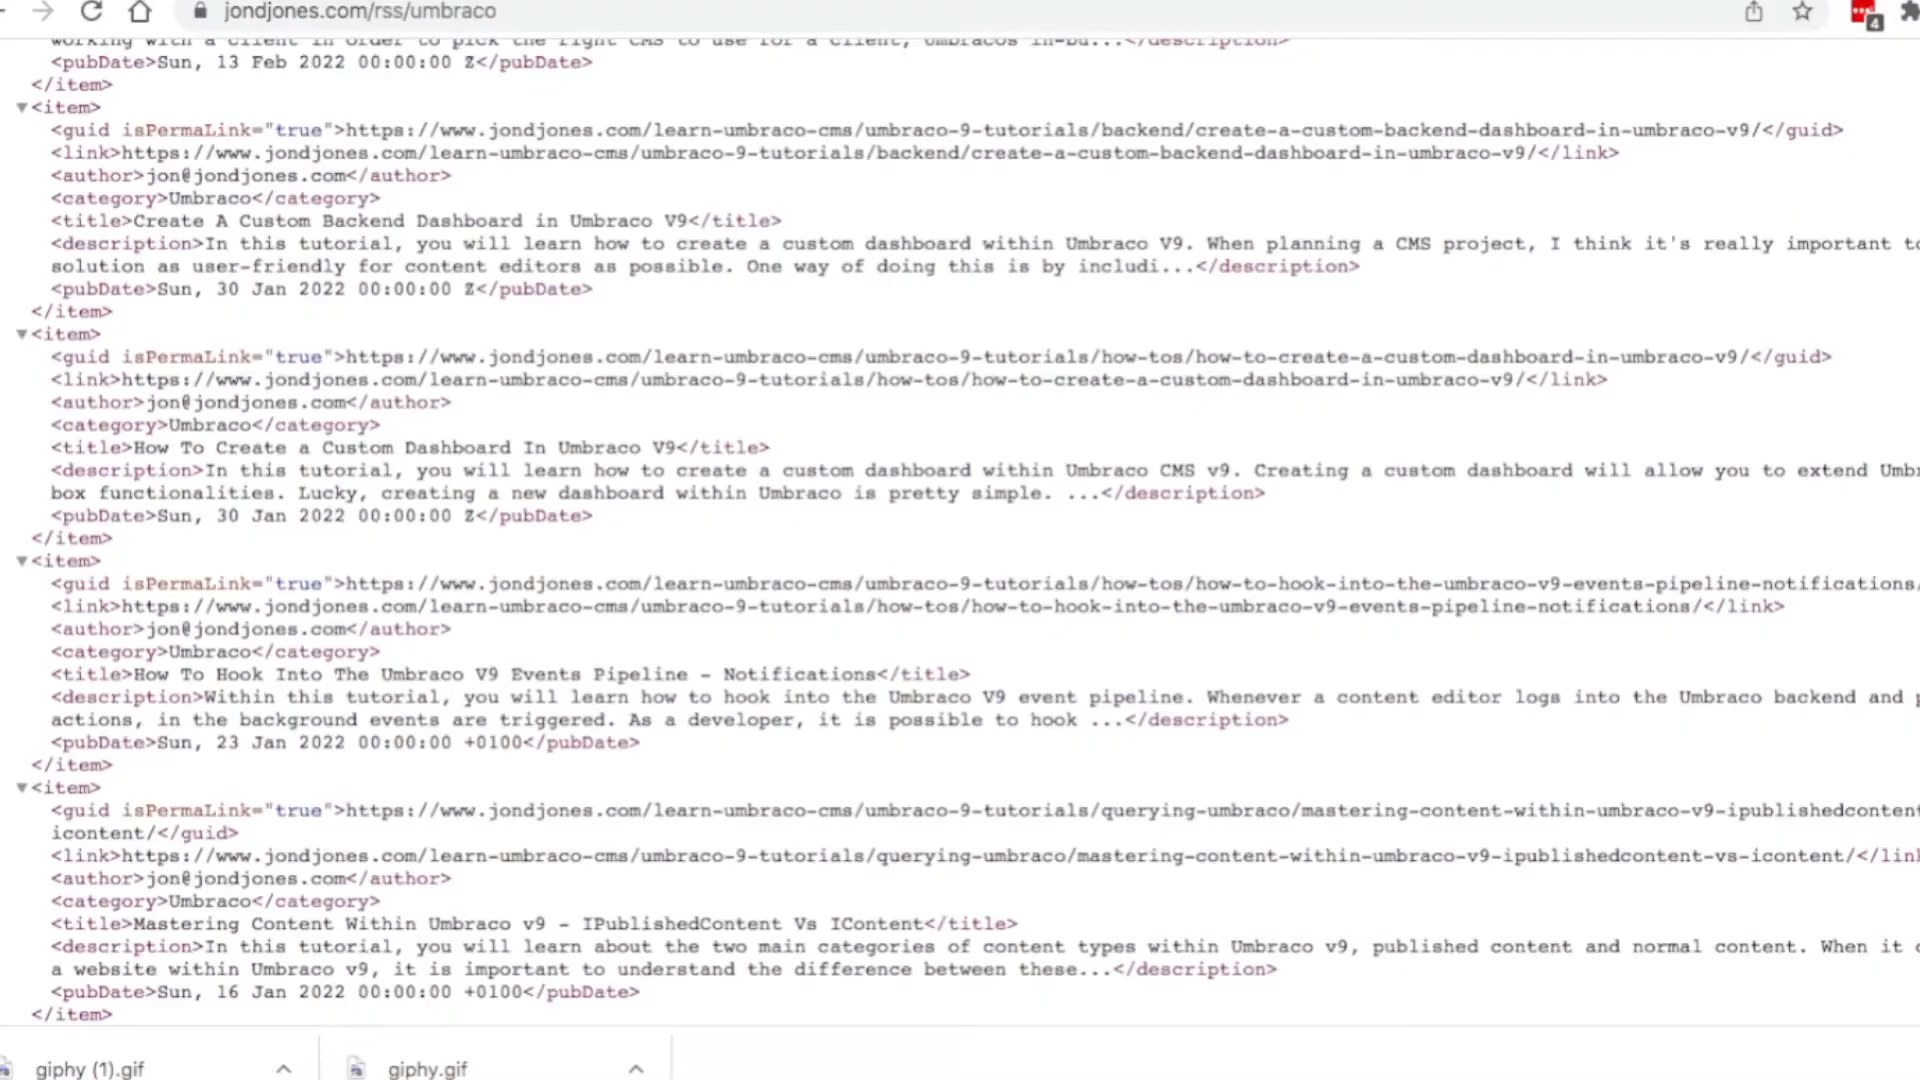 jondjones.com/rss/umbraco
4
working with a client in order to pick the right CMS to use for a client, Umbracos in-bu...</description>
<pubDate>Sun, 13 Feb 2022 00:00:00 Z</pubDate>
</item>
▼<item>
<guid isPermaLink="true">https://www.jondjones.com/learn-umbraco-cms/umbraco-9-tutorials/backend/create-a-custom-backend-dashboard-in-umbraco-v9/</guid>
<link>https://www.jondjones.com/learn-umbraco-cms/umbraco-9-tutorials/backend/create-a-custom-backend-dashboard-in-umbraco-v9/</link>
<author>jon@jondjones.com</author>
<category>Umbraco</category>
<title>Create A Custom Backend Dashboard in Umbraco V9</title>
<description>In this tutorial, you will learn how to create a custom dashboard within Umbraco V9. When planning a CMS project, I think it's really important to
solution as user-friendly for content editors as possible. One way of doing this is by includi...</description>
<pubDate>Sun, 30 Jan 2022 00:00:00 Z</pubDate>
</item>
▼<item>
<guid isPermaLink="true">https://www.jondjones.com/learn-umbraco-cms/umbraco-9-tutorials/how-tos/how-to-create-a-custom-dashboard-in-umbraco-v9/</guid>
<link>https://www.jondjones.com/learn-umbraco-cms/umbraco-9-tutorials/how-tos/how-to-create-a-custom-dashboard-in-umbraco-v9/</link>
<author>jon@jondjones.com</author>
<category>Umbraco</category>
<title>How To Create a Custom Dashboard In Umbraco V9</title>
<description>In this tutorial, you will learn how to create a custom dashboard within Umbraco CMS v9. Creating a custom dashboard will allow you to extend
box functionalities. Lucky, creating a new dashboard within Umbraco is pretty simple. ...</description>
<pubDate>Sun, 30 Jan 2022 00:00:00 Z</pubDate>
</item>
▼<item>
<guid isPermaLink="true">https://www.jondjones.com/learn-umbraco-cms/umbraco-9-tutorials/how-tos/how-to-hook-into-the-umbraco-v9-events-pipeline-notifications/
<link>https://www.jondjones.com/learn-umbraco-cms/umbraco-9-tutorials/how-tos/how-to-hook-into-the-umbraco-v9-events-pipeline-notifications/</link>
<author>jon@jondjones.com</author>
<category>Umbraco</category>
<title>How To Hook Into The Umbraco V9 Events Pipeline - Notifications</title>
<description>Within this tutorial, you will learn how to hook into the Umbraco V9 event pipeline. Whenever a content editor logs into the Umbraco backend and
actions, in the background events are triggered. As a developer, it is possible to hook ...</description>
<pubDate>Sun, 23 Jan 2022 00:00:00 +0100</pubDate>
</item>
▼<item>
<guid isPermaLink="true">https://www.jondjones.com/learn-umbraco-cms/umbraco-9-tutorials/querying-umbraco/mastering-content-within-umbraco-v9-ipublishedcontent
icontent/</guid>
<link>https://www.jondjones.com/learn-umbraco-cms/umbraco-9-tutorials/querying-umbraco/mastering-content-within-umbraco-v9-ipublishedcontent-vs-icontent/</link
<author>jon@jondjones.com</author>
<category>Umbraco</category>
<title>Mastering Content Within Umbraco v9 - IPublishedContent Vs IContent</title>
<description>In this tutorial, you will learn about the two main categories of content types within Umbraco v9, published content and normal content. When it
a website within Umbraco v9, it is important to understand the difference between these...</description>
<pubDate>Sun, 16 Jan 2022 00:00:00 +0100</pubDate>
</item>
giphy (1).gif
giphy.gif